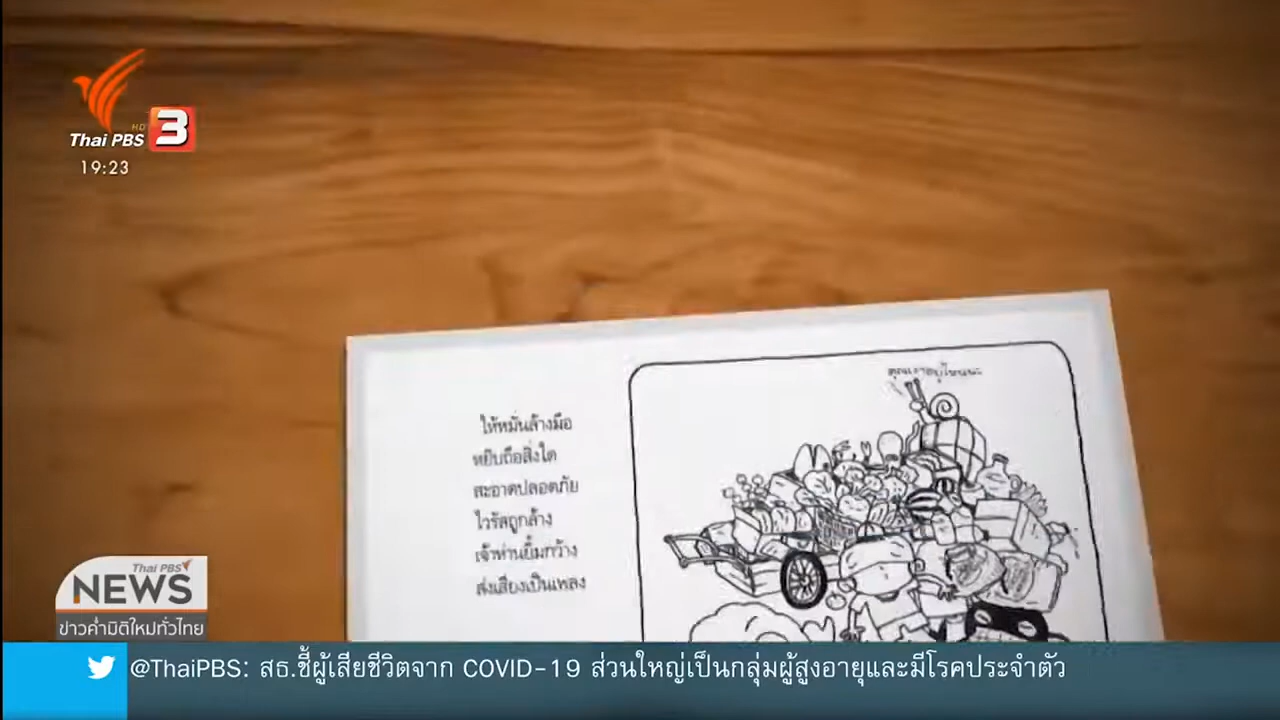 HD
Thai PBS 3
19:23
ให้หมั่นล้างมือ
หยิบถือสิ่งใด
สะอาดปลอดภัย
ไวรัสถูกล้าง
เจ้าห่านยิ้มกว้าง
ส่งเสียงเป็นเพลง
Thai PBS
NEWS
ข่าวค่ำมิติใหม่ทั่วไทย
@ThaiPBS: สธ.ชี้ผู้เสียชีวิตจาก COVID-19 ส่วนใหญ่เป็นกลุ่มผู้สูงอายุและมีโรคประจำตัว